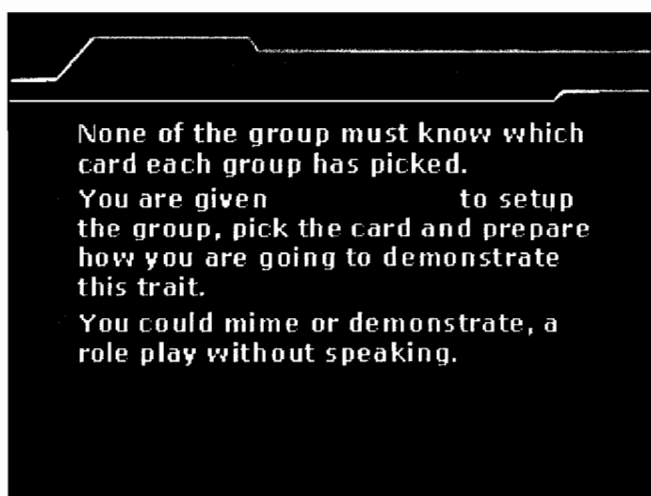 None of the group must know which
card each group has picked.
You are given to setup
the group, pick the card and prepare
how you are going to demonstrate
this trait.
You could mime or demonstrate, a
role play without speaking.